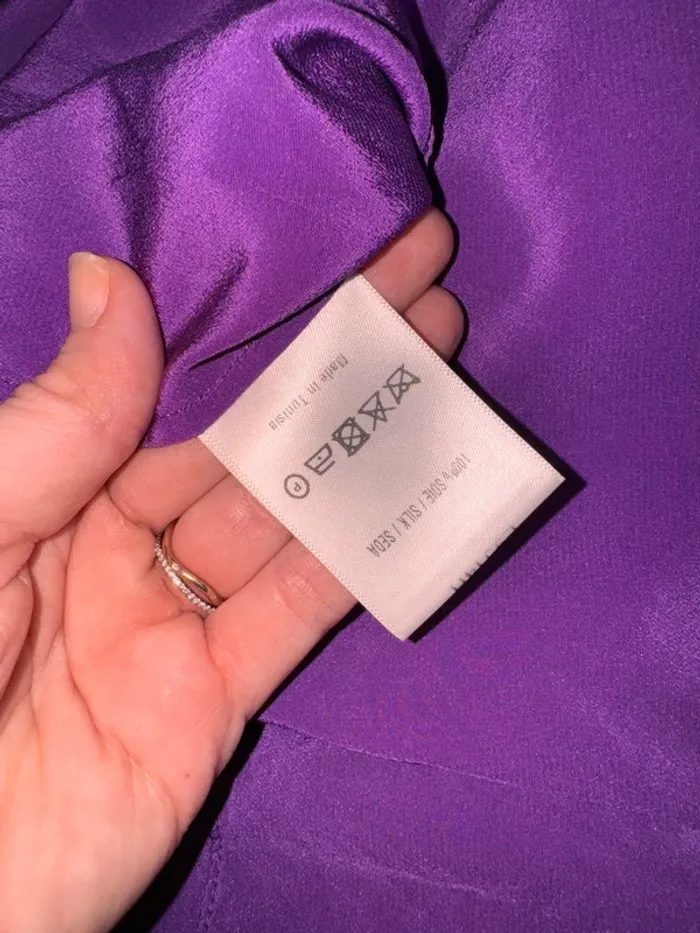 100% SOIE / SILK / SEDA
P
Made in Tunisia